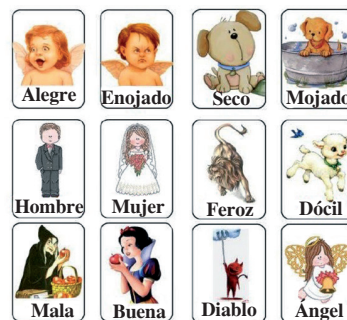 Alegre Enojado Seco Mojado
Hombre Mujer Feroz Dócil
Mala Buena Diablo Ángel